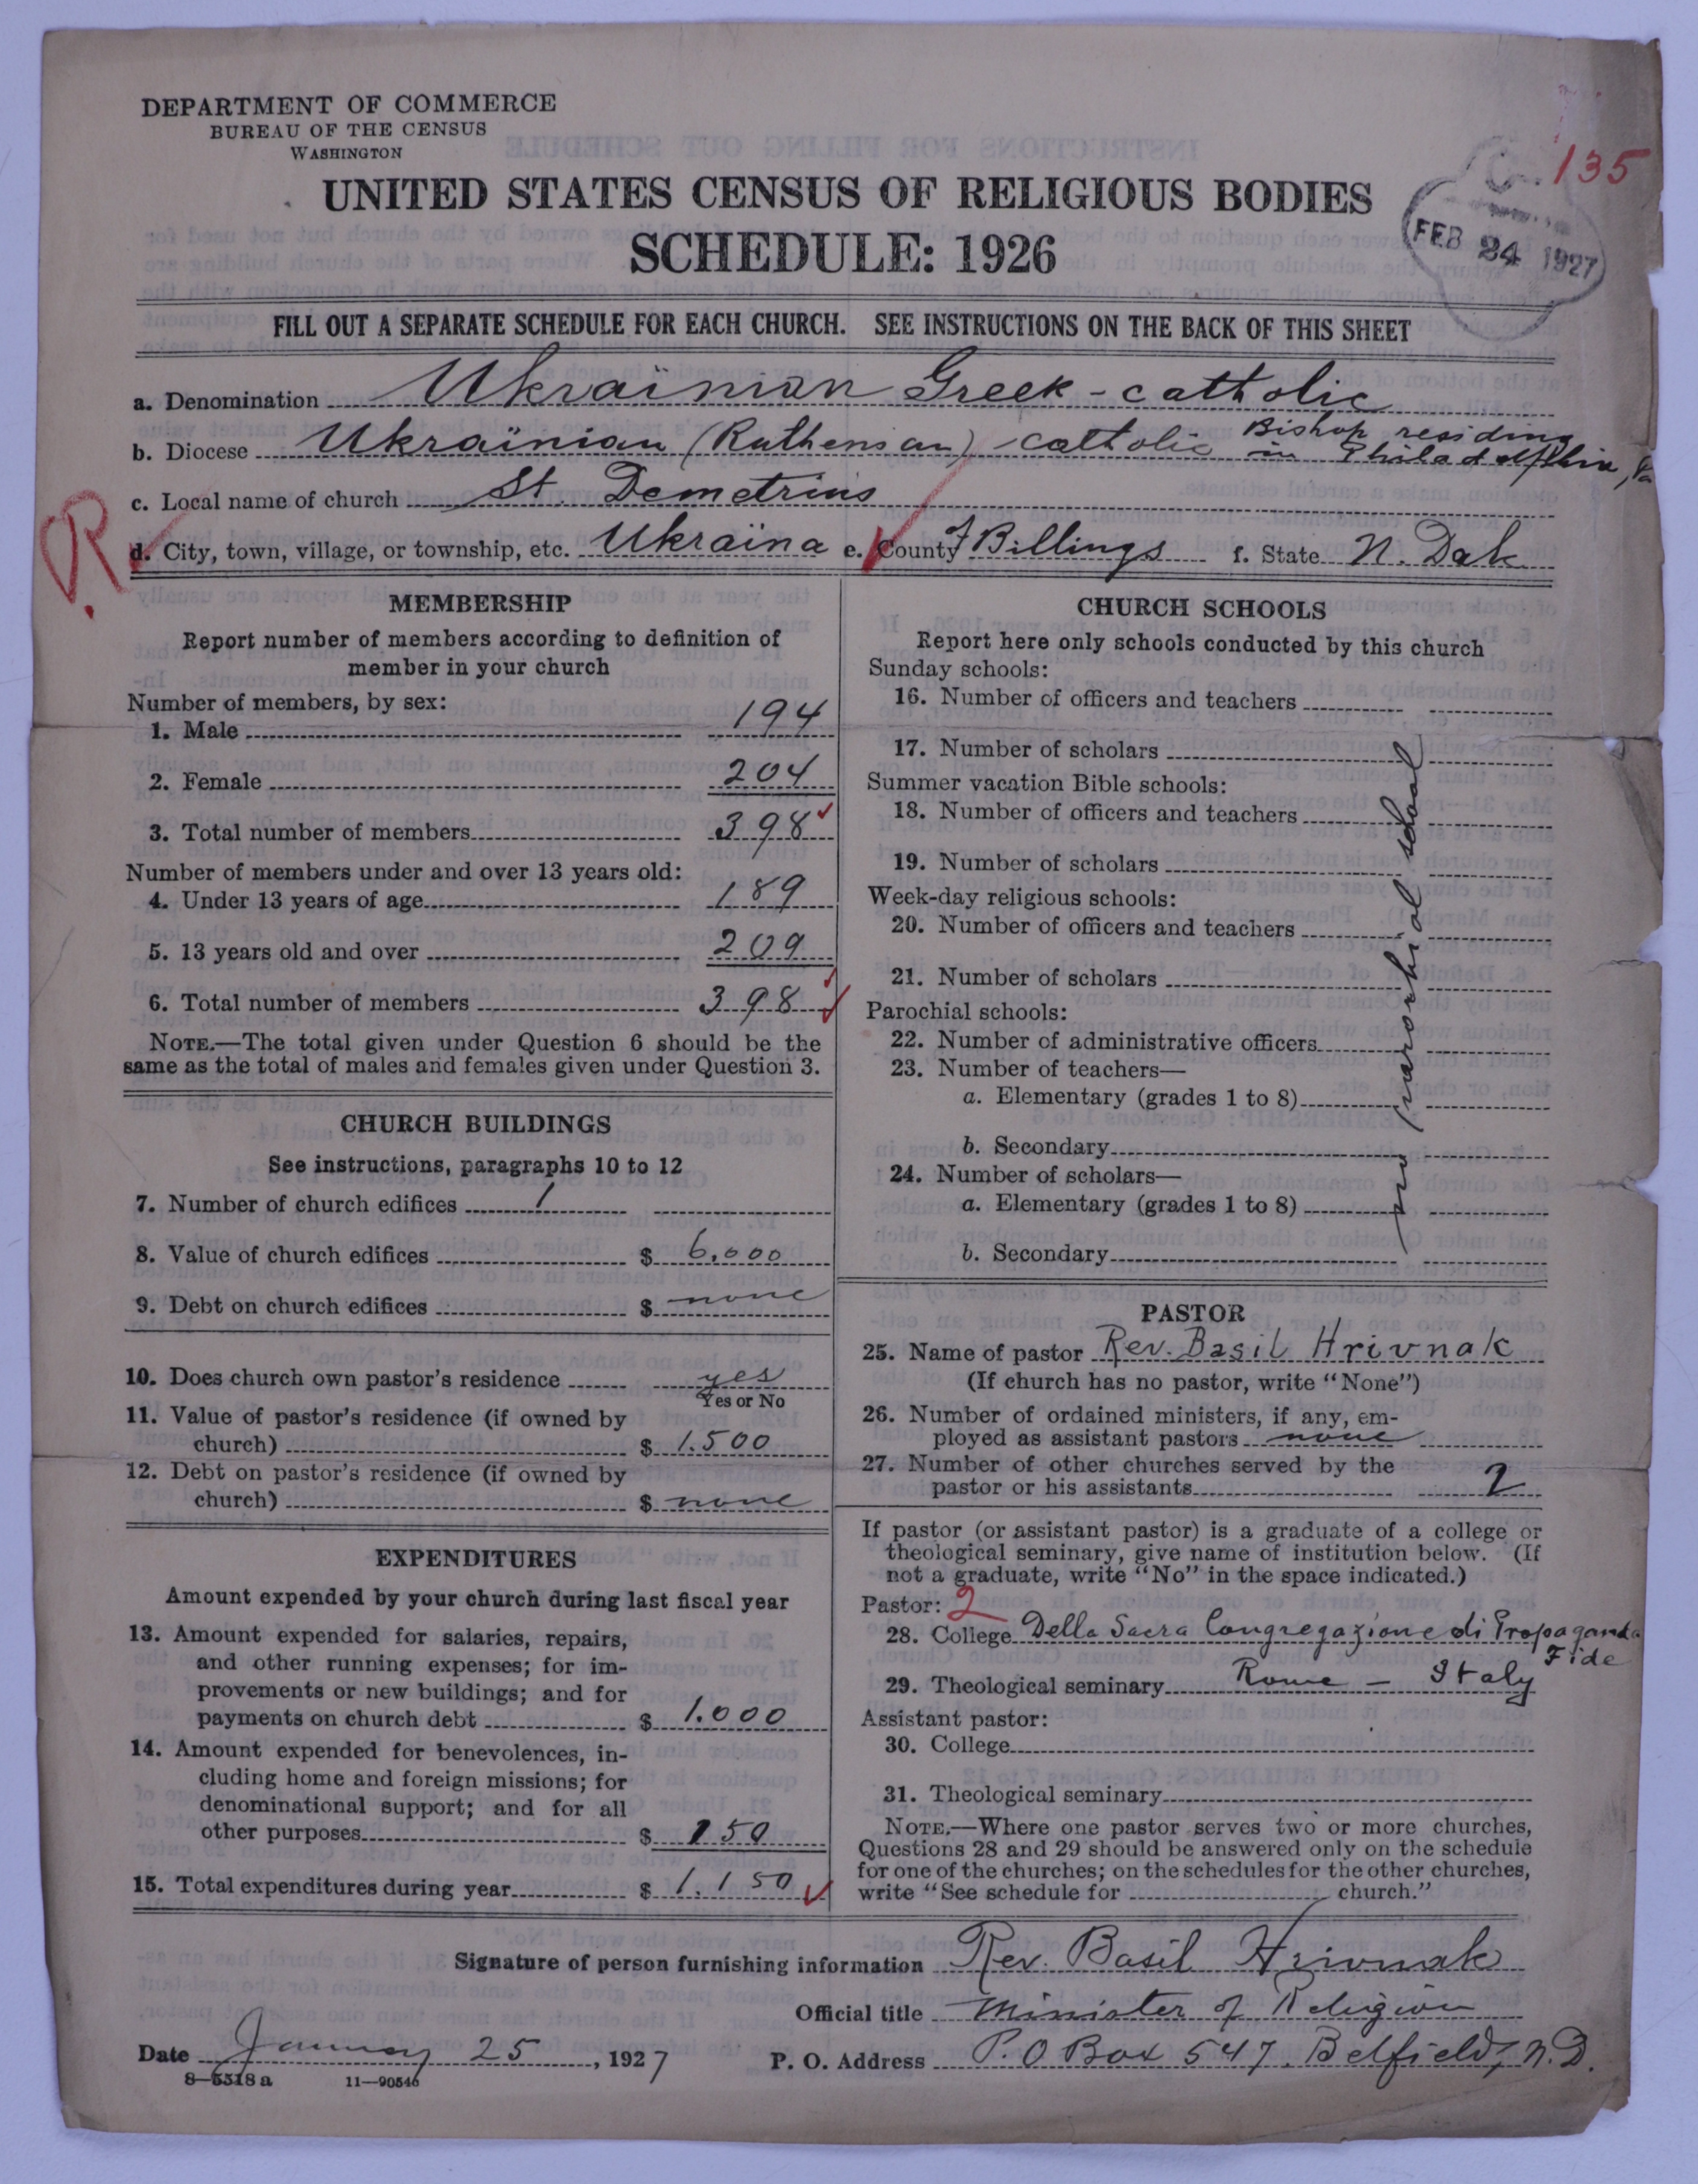 DEPARTMENT OF COMMERCE
BUREAU OF THE CENSUS
WASHINGTON
135
UNITED STATES CENSUS OF RELIGIOUS BODIES
SCHEDULE: 1926
FEB 24 1927
FILL OUT A SEPARATE SCHEDULE FOR EACH CHURCH. SEE INSTRUCTIONS ON THE BACK OF THIS SHEET
a. Denomination Ukraïnian Greek-catholic
b. Diocese Ukraïnian (Ruthenian) catholic Bishop residing in Philadelphia, Pa
c. Local name of church St. Demetrius
R.
d. City, town, village, or township, etc. Ukraïna e. County of Billings f. State N. Dak
MEMBERSHIP
Report number of members according to definition of
member in your church
Number of members, by sex:
1. Male 194
2. Female 204
3. Total number of members 398
Number of members under and over 13 years old:
4. Under 13 years of age 189
5. 13 years old and over 209
6. Total number of members 398
NOTE.—The total given under Question 6 should be the
same as the total of males and females given under Question 3.
CHURCH BUILDINGS
See instructions, paragraphs 10 to 12
7. Number of church edifices 1
8. Value of church edifices $ 6.000
9. Debt on church edifices $ none
10. Does church own pastor's residence yes
Yes or No
11. Value of pastor's residence (if owned by
church) $ 1.500
12. Debt on pastor's residence (if owned by
church) $ none
EXPENDITURES
Amount expended by your church during last fiscal year
13. Amount expended for salaries, repairs,
and other running expenses; for im-
provements or new buildings; and for
payments on church debt $ 1.000
14. Amount expended for benevolences, in-
cluding home and foreign missions; for
denominational support; and for all
other purposes $ 150
15. Total expenditures during year $ 1.150
CHURCH SCHOOLS
Report here only schools conducted by this church
Sunday schools:
16. Number of officers and teachers
17. Number of scholars
Summer vacation Bible schools:
18. Number of officers and teachers
19. Number of scholars
Week-day religious schools:
20. Number of officers and teachers
21. Number of scholars
Parochial schools:
22. Number of administrative officers
23. Number of teachers—
a. Elementary (grades 1 to 8)
b. Secondary
24. Number of scholars—
a. Elementary (grades 1 to 8)
b. Secondary
no parochial school
PASTOR
25. Name of pastor Rev. Basil Hrivnak
(If church has no pastor, write "None")
26. Number of ordained ministers, if any, em-
ployed as assistant pastors none
27. Number of other churches served by the
pastor or his assistants 2
If pastor (or assistant pastor) is a graduate of a college or
theological seminary, give name of institution below. (If
not a graduate, write "No" in the space indicated.)
Pastor: 2
28. College Della Sacra Congregazione di Propaganda
Fide
29. Theological seminary Rome - Italy
Assistant pastor:
30. College
31. Theological seminary
NOTE.—Where one pastor serves two or more churches,
Questions 28 and 29 should be answered only on the schedule
for one of the churches; on the schedules for the other churches,
write "See schedule for church."
Signature of person furnishing information Rev. Basil Hrivnak
Official title Minister of Religion
Date January 25, 1927 P. O. Address P.O Box 547. Belfield, N.D.
8-5318a 11-90546